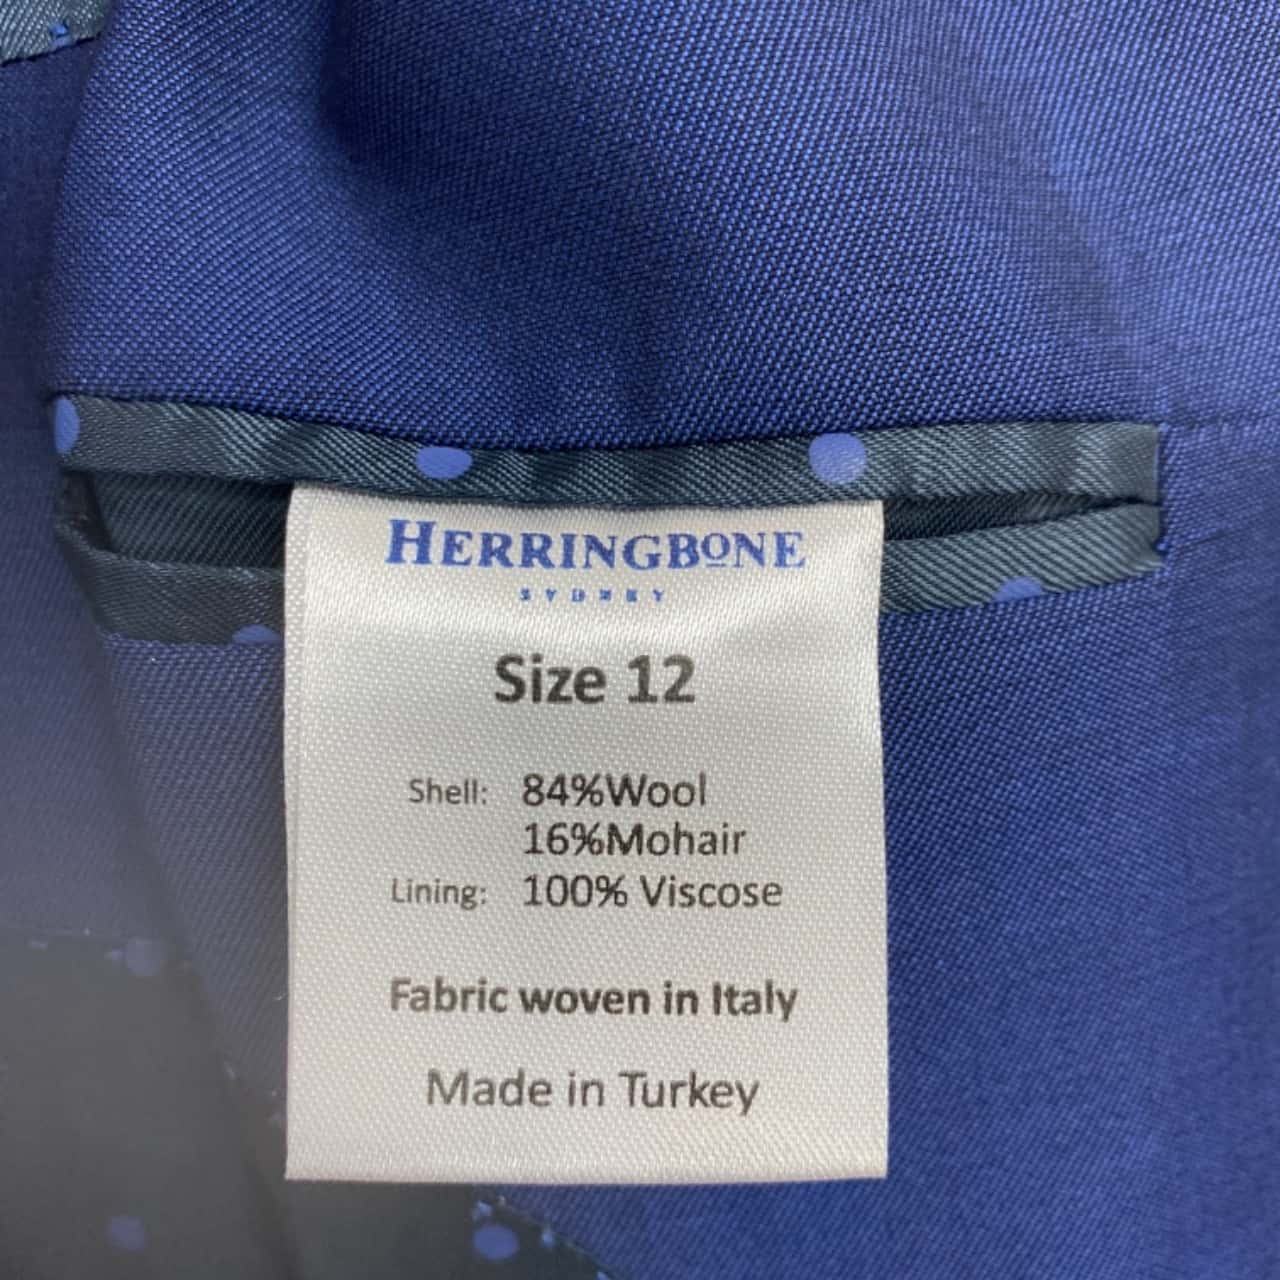 HERRINGBONE
SYDNEY
Size 12
Shell: 84%Wool
16%Mohair
Lining: 100% Viscose
Fabric woven in Italy
Made in Turkey